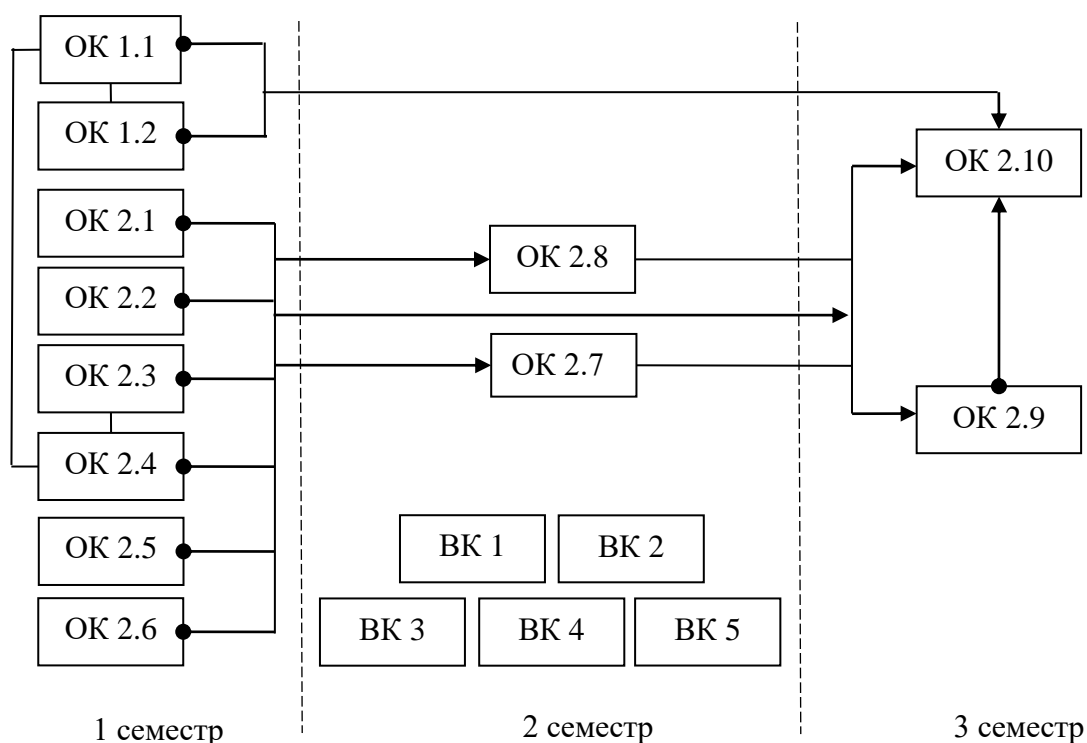 ОК 1.1
ОК 1.2
ОК 2.1
ОК 2.2
ОК 2.3
ОК 2.4
ОК 2.5
ОК 2.6
1 семестр
ОК 2.8
ОК 2.7
ВК 1 ВК 2
ВК 3 ВК 4 ВК 5
2 семестр
ОК 2.10
ОК 2.9
3 семестр